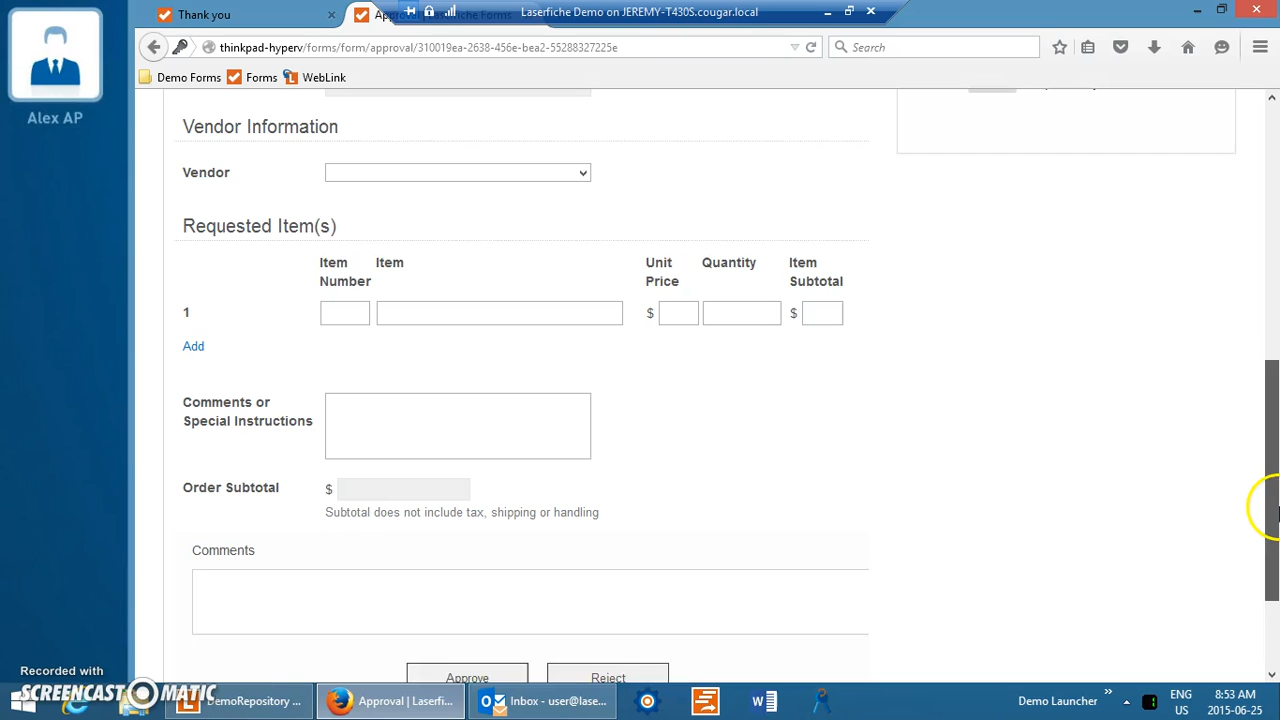 Thank you
×
Approval | Laserfiche Forms
Laserfiche Demo on JEREMY-T430S.cougar.local
thinkpad-hyperv/forms/form/approval/310019ea-2638-456e-bea2-55288327225e
Search
Demo Forms
Forms
WebLink
Alex AP
Vendor Information
Vendor
Requested Item(s)
Item Number
Item
Unit Price
Quantity
Item Subtotal
1
$
$
Add
Comments or
Special Instructions
Order Subtotal
$
Subtotal does not include tax, shipping or handling
Comments
Approve
Reject
Recorded with
SCREENCAST MATIC
DemoRepository ...
Approval | Laserfi...
Inbox - user@lase...
Demo Launcher
ENG
US
8:53 AM
2015-06-25